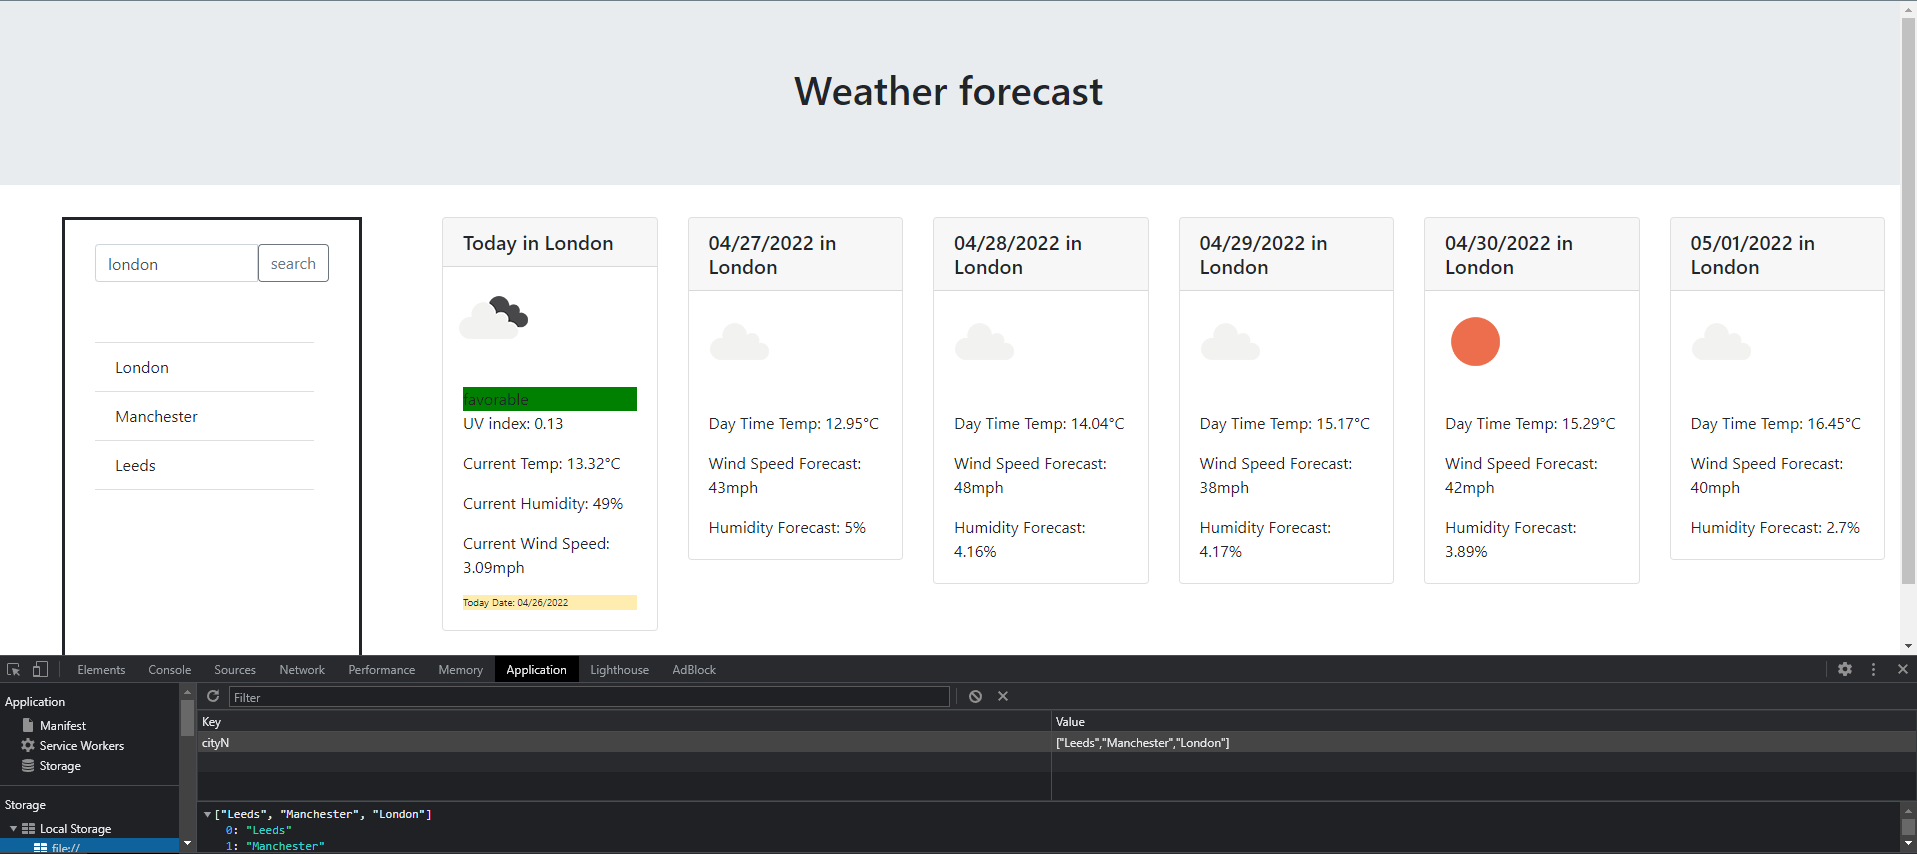 Weather forecast
london
search
London
Manchester
Leeds
Today in London
favorable
UV index: 0.13
Current Temp: 13.32°C
Current Humidity: 49%
Current Wind Speed:
3.09mph
Today Date: 04/26/2022
04/27/2022 in
London
Day Time Temp: 12.95°C
Wind Speed Forecast:
43mph
Humidity Forecast: 5%
04/28/2022 in
London
Day Time Temp: 14.04°C
Wind Speed Forecast:
48mph
Humidity Forecast:
4.16%
04/29/2022 in
London
Day Time Temp: 15.17°C
Wind Speed Forecast:
38mph
Humidity Forecast:
4.17%
04/30/2022 in
London
Day Time Temp: 15.29°C
Wind Speed Forecast:
42mph
Humidity Forecast:
3.89%
05/01/2022 in
London
Day Time Temp: 16.45°C
Wind Speed Forecast:
40mph
Humidity Forecast: 2.7%
Elements Console Sources Network Performance Memory Application Lighthouse AdBlock
Application
Manifest
Service Workers
Storage
Storage
Local Storage
file://
Filter
Key Value
cityN ["Leeds","Manchester","London"]
["Leeds", "Manchester", "London"]
0: "Leeds"
1: "Manchester"